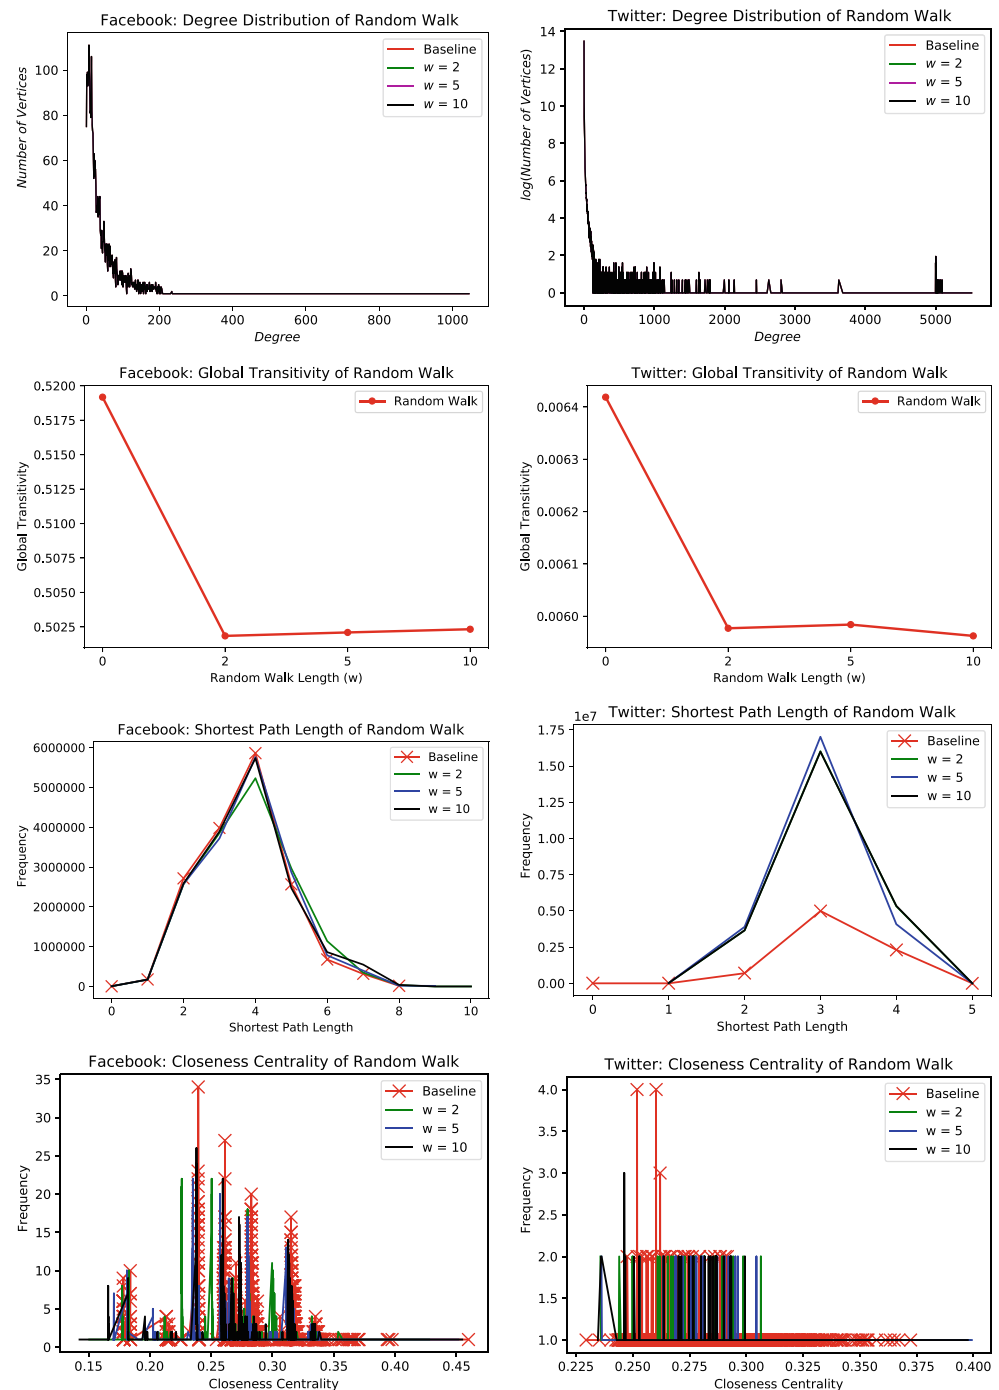 Facebook: Degree Distribution of Random Walk
Number of Vertices
100
80
60
40
20
0
0 200 400 600 800 1000
Degree
Baseline
w = 2
w = 5
w = 10
Twitter: Degree Distribution of Random Walk
log(Number of Vertices)
14
12
10
8
6
4
2
0
0 1000 2000 3000 4000 5000
Degree
Baseline
w = 2
w = 5
w = 10
Facebook: Global Transitivity of Random Walk
Global Transitivity
0.5200
0.5175
0.5150
0.5125
0.5100
0.5075
0.5050
0.5025
0 2 5 10
Random Walk Length (w)
Random Walk
Twitter: Global Transitivity of Random Walk
Global Transitivity
0.0064
0.0063
0.0062
0.0061
0.0060
0 2 5 10
Random Walk Length (w)
Random Walk
Facebook: Shortest Path Length of Random Walk
Frequency
6000000
5000000
4000000
3000000
2000000
1000000
0
0 2 4 6 8 10
Shortest Path Length
Baseline
w = 2
w = 5
w = 10
Twitter: Shortest Path Length of Random Walk
1e7
Frequency
1.75
1.50
1.25
1.00
0.75
0.50
0.25
0.00
0 1 2 3 4 5
Shortest Path Length
Baseline
w = 2
w = 5
w = 10
Facebook: Closeness Centrality of Random Walk
Frequency
35
30
25
20
15
10
5
0
0.15 0.20 0.25 0.30 0.35 0.40 0.45
Closeness Centrality
Baseline
w = 2
w = 5
w = 10
Twitter: Closeness Centrality of Random Walk
Frequency
4.0
3.5
3.0
2.5
2.0
1.5
1.0
0.225 0.250 0.275 0.300 0.325 0.350 0.375 0.400
Closeness Centrality
Baseline
w = 2
w = 5
w = 10